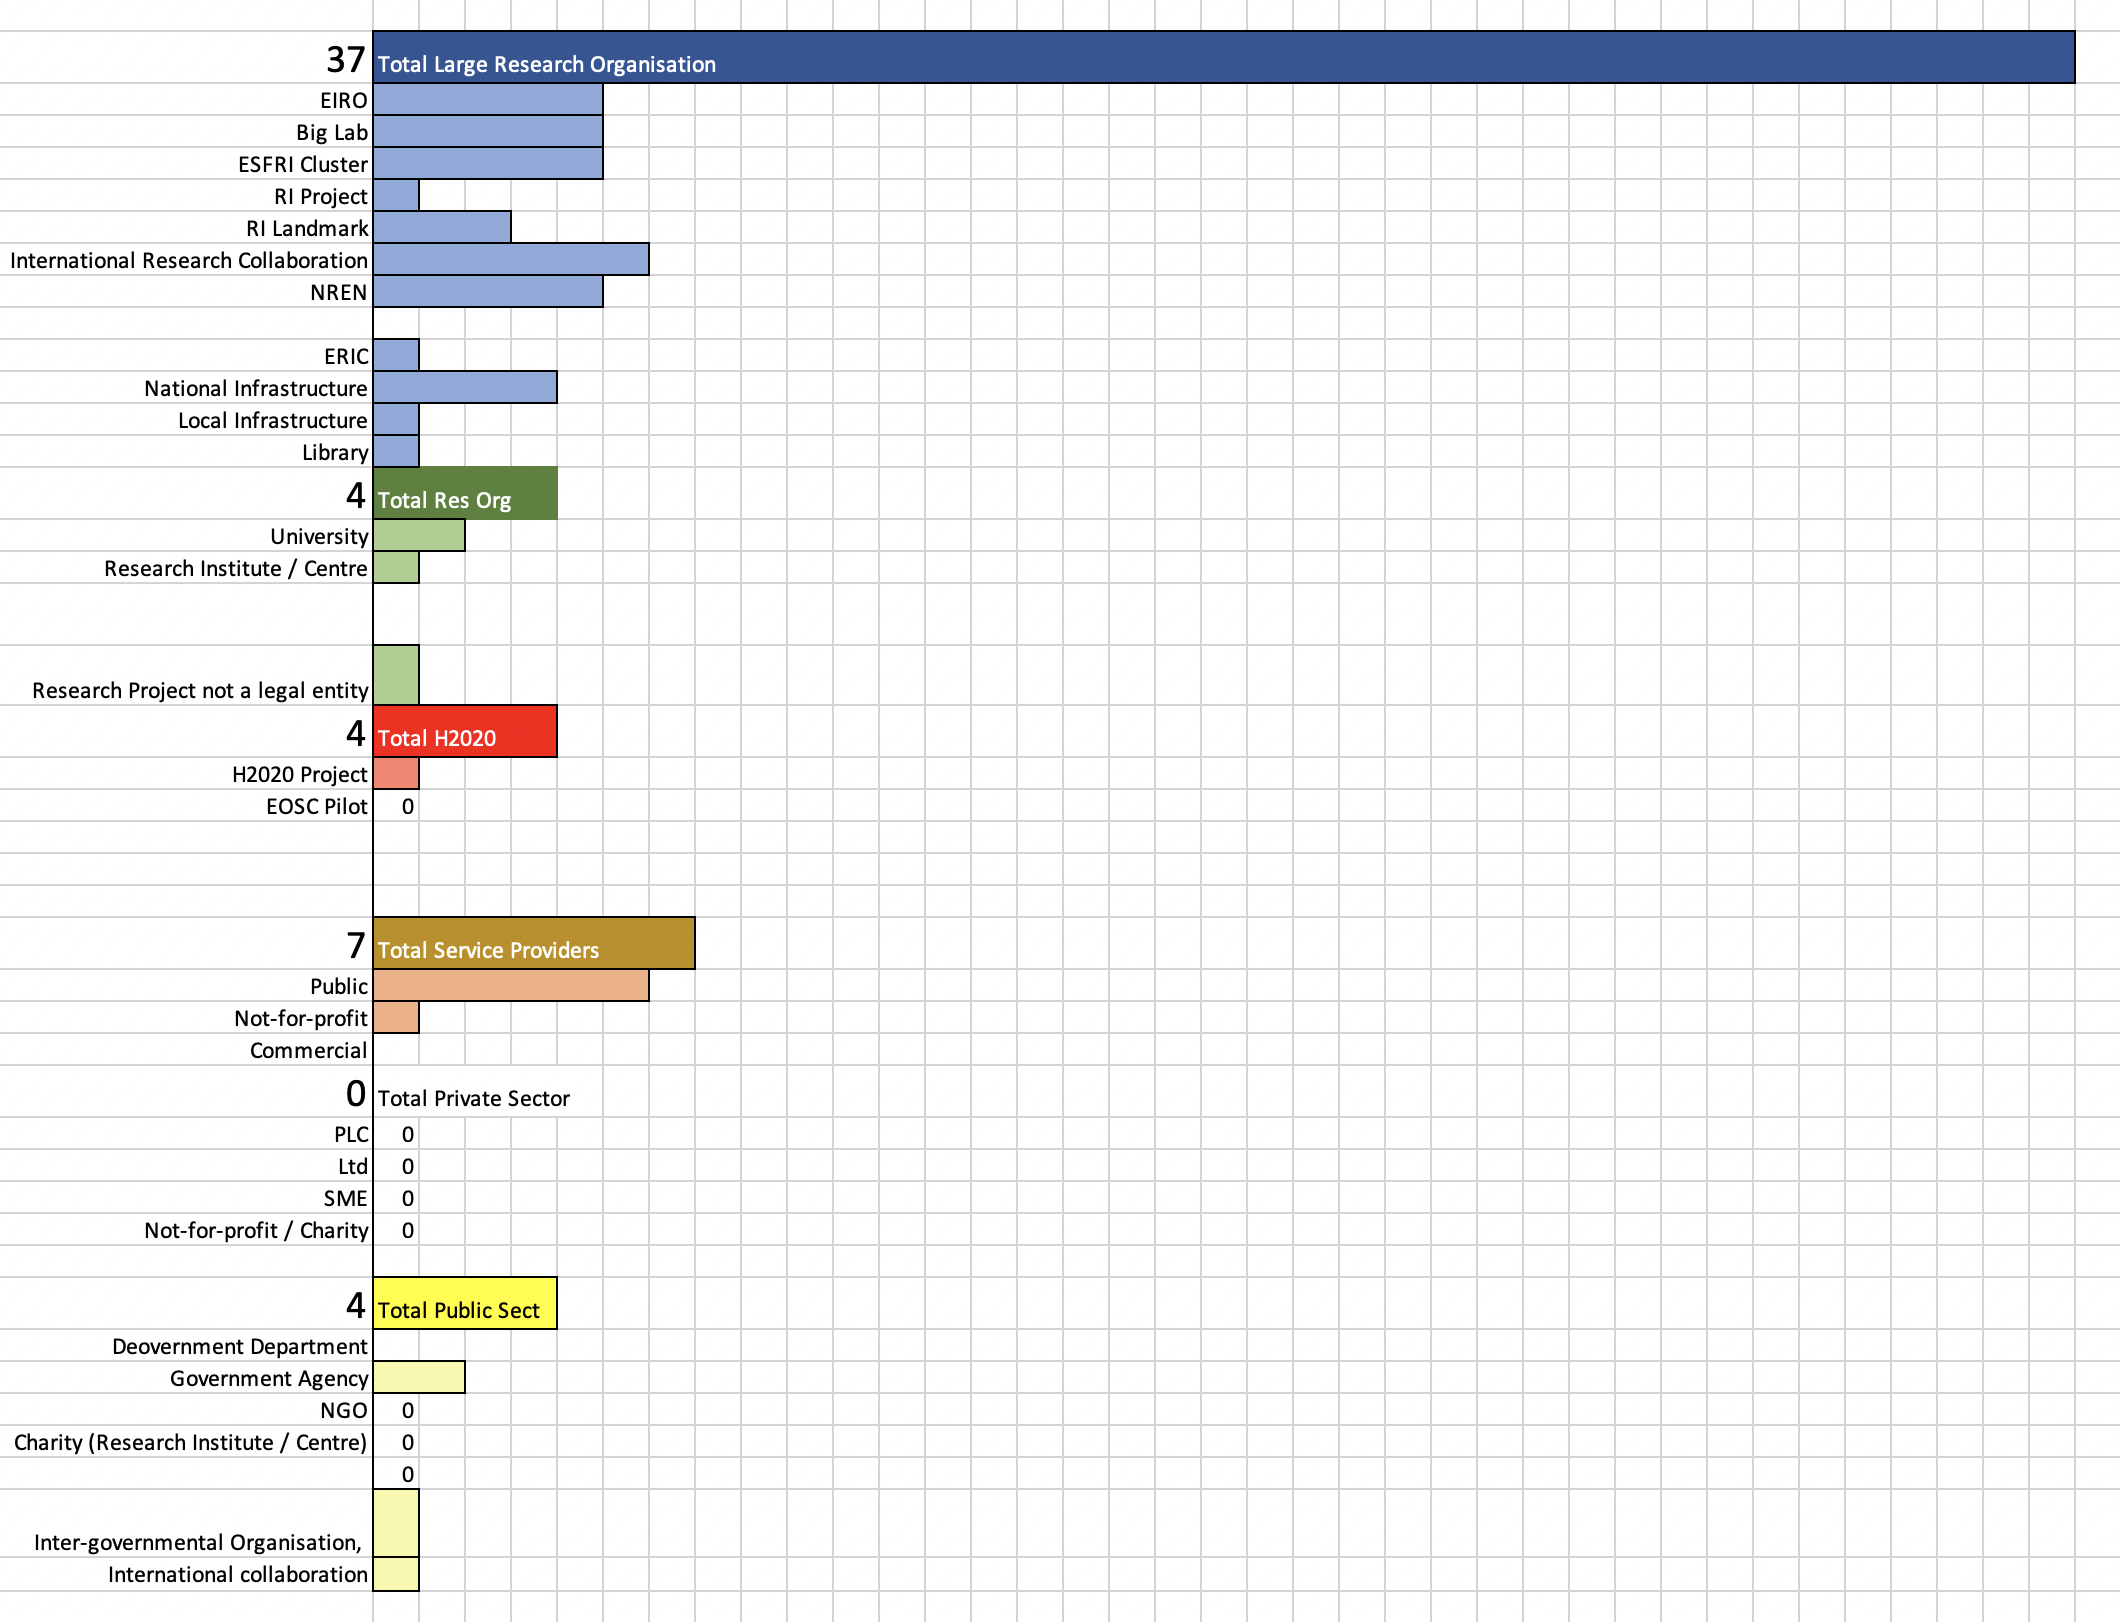 37 Total Large Research Organisation
EIRO
Big Lab
ESFRI Cluster
RI Project
RI Landmark
International Research Collaboration
NREN
ERIC
National Infrastructure
Local Infrastructure
Library
4 Total Res Org
University
Research Institute / Centre
Research Project not a legal entity
4 Total H2020
H2020 Project
EOSC Pilot 0
7 Total Service Providers
Public
Not-for-profit
Commercial
0 Total Private Sector
PLC 0
Ltd 0
SME 0
Not-for-profit / Charity 0
4 Total Public Sect
Deovernment Department
Government Agency
NGO 0
Charity (Research Institute / Centre) 0
0
Inter-governmental Organisation,
International collaboration